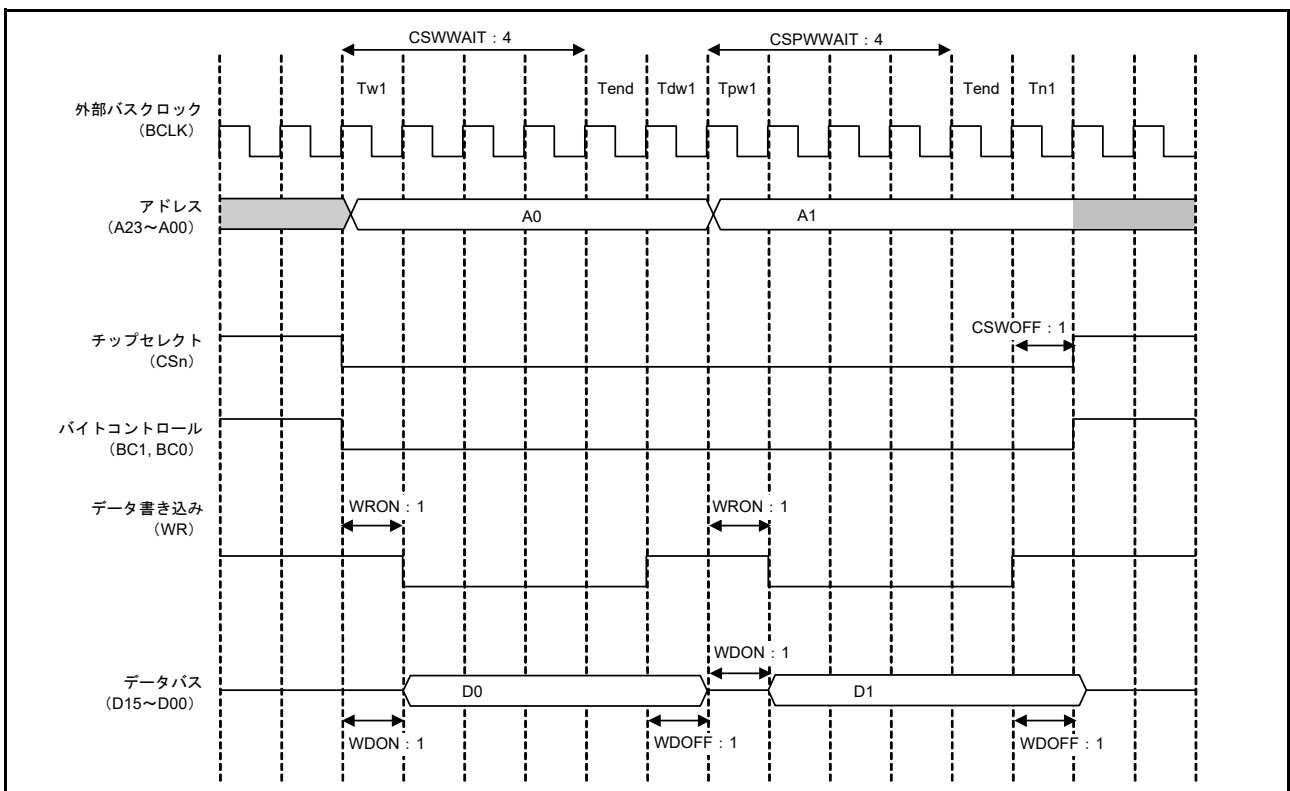 CSWWAIT：4
CSPWWAIT：4
Tw1
Tend
Tdw1
Tpw1
Tend
Tn1
外部バスクロック
（BCLK）
アドレス
（A23～A00）
A0
A1
チップセレクト
（CSn）
CSWOFF：1
バイトコントロール
（BC1, BC0）
データ書き込み
（WR）
WRON：1
WRON：1
データバス
（D15～D00）
WDON：1
D0
D1
WDON：1
WDOFF：1
WDOFF：1